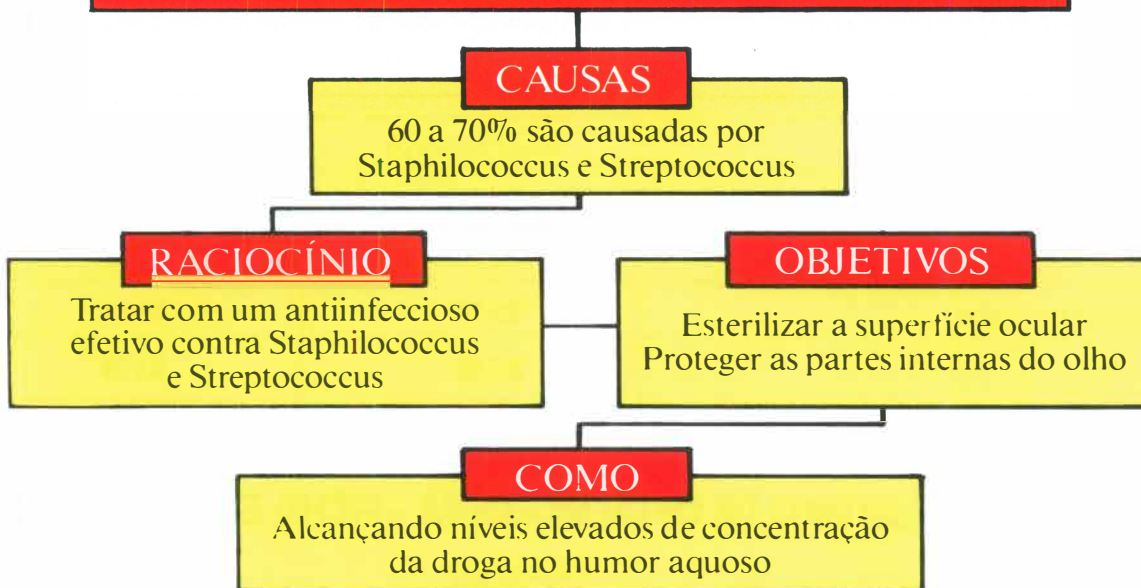 CAUSAS
60 a 70% são causadas por
Staphilococcus e Streptococcus
RACIOCÍNIO
Tratar com um antiinfeccioso
efetivo contra Staphilococcus
e Streptococcus
OBJETIVOS
Esterilizar a superfície ocular
Proteger as partes internas do olho
COMO
Alcançando níveis elevados de concentração
da droga no humor aquoso